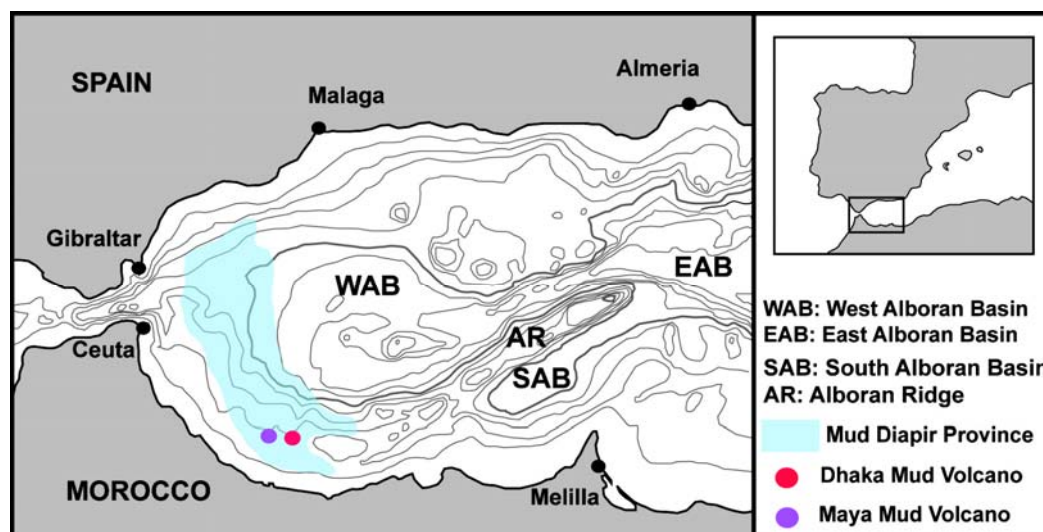 SPAIN
Malaga
Almeria
Gibraltar
WAB
EAB
AR
Ceuta
SAB
MOROCCO
Melilla
WAB: West Alboran Basin
EAB: East Alboran Basin
SAB: South Alboran Basin
AR: Alboran Ridge
Mud Diapir Province
Dhaka Mud Volcano
Maya Mud Volcano